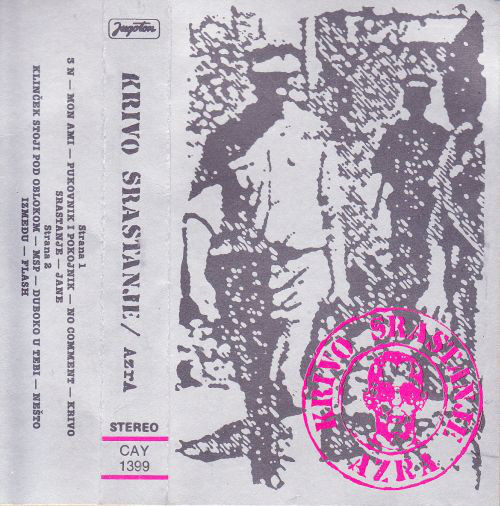 Jugoton
KRIVO SRASTANJE / AZRA
STEREO
CAY
1399
Strana 1
5 N — MON AMI — PUKOVNIK I POKOJNIK — NO COMMENT — KRIVO
SRASTANJE — JANE
Strana 2
KLINČEK STOJI POD OBLOKOM — MSP — DUBOKO U TEBI — NEŠTO
IZMEĐU — FLASH
KRIVO SRASTANJE
AZRA